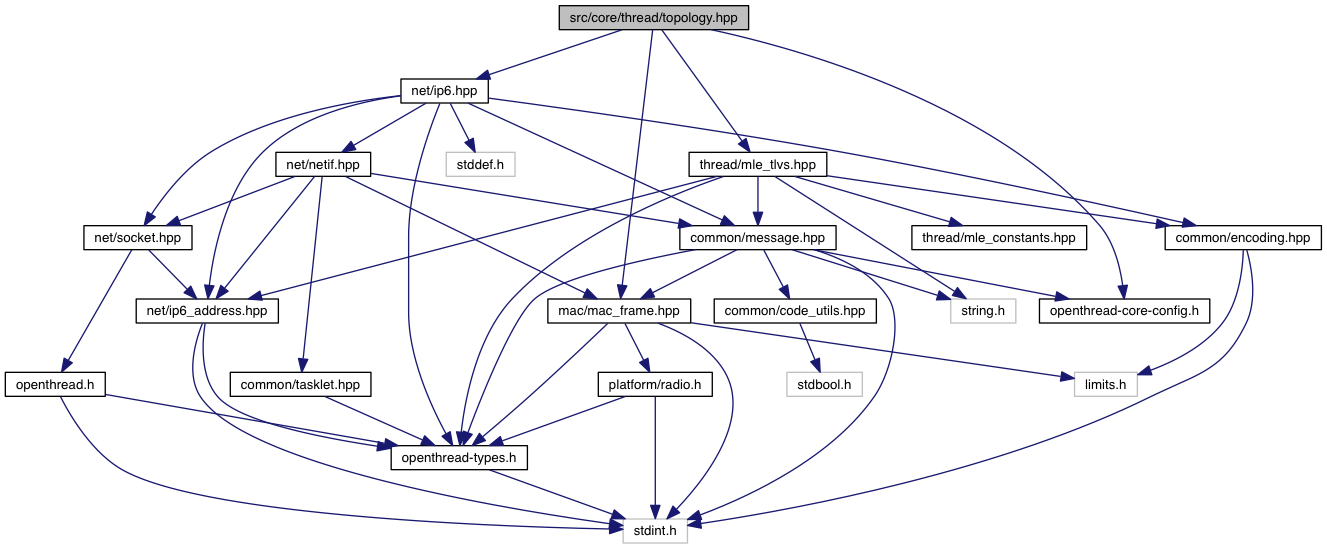 src/core/thread/topology.hpp
net/ip6.hpp
net/netif.hpp
stddef.h
thread/mle_tlvs.hpp
net/socket.hpp
common/message.hpp
thread/mle_constants.hpp
common/encoding.hpp
net/ip6_address.hpp
mac/mac_frame.hpp
common/code_utils.hpp
string.h
openthread-core-config.h
openthread.h
common/tasklet.hpp
platform/radio.h
stdbool.h
limits.h
openthread-types.h
stdint.h